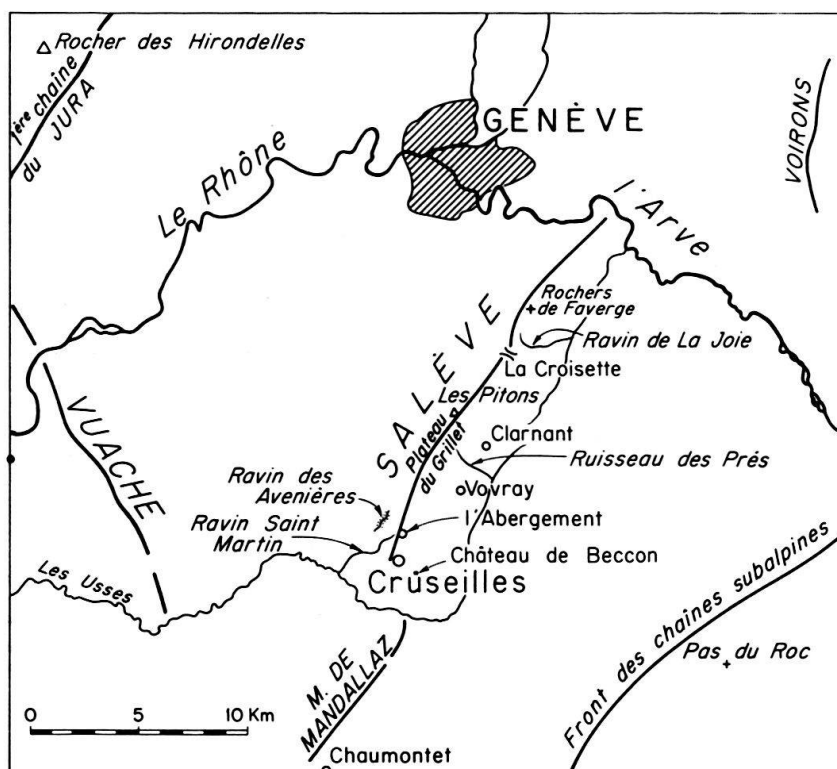 Rocher des Hirondelles
1ère chaîne
du JURA
GENÈVE
VOIRONS
Le Rhône
l'Arve
Rochers
de Faverge
Ravin de La Joie
La Croisette
SALÈVE
Les Pitons
Plateau
du Grillet
Clarnant
Ruisseau des Prés
VUACHE
Vovray
Ravin des
Avenières
l'Abergement
Ravin Saint
Martin
Château de Beccon
Cruseilles
Les Usses
Front des chaînes subalpines
Pas du Roc
M. DE
MANDALLAZ
0 5 10 Km
Chaumontet